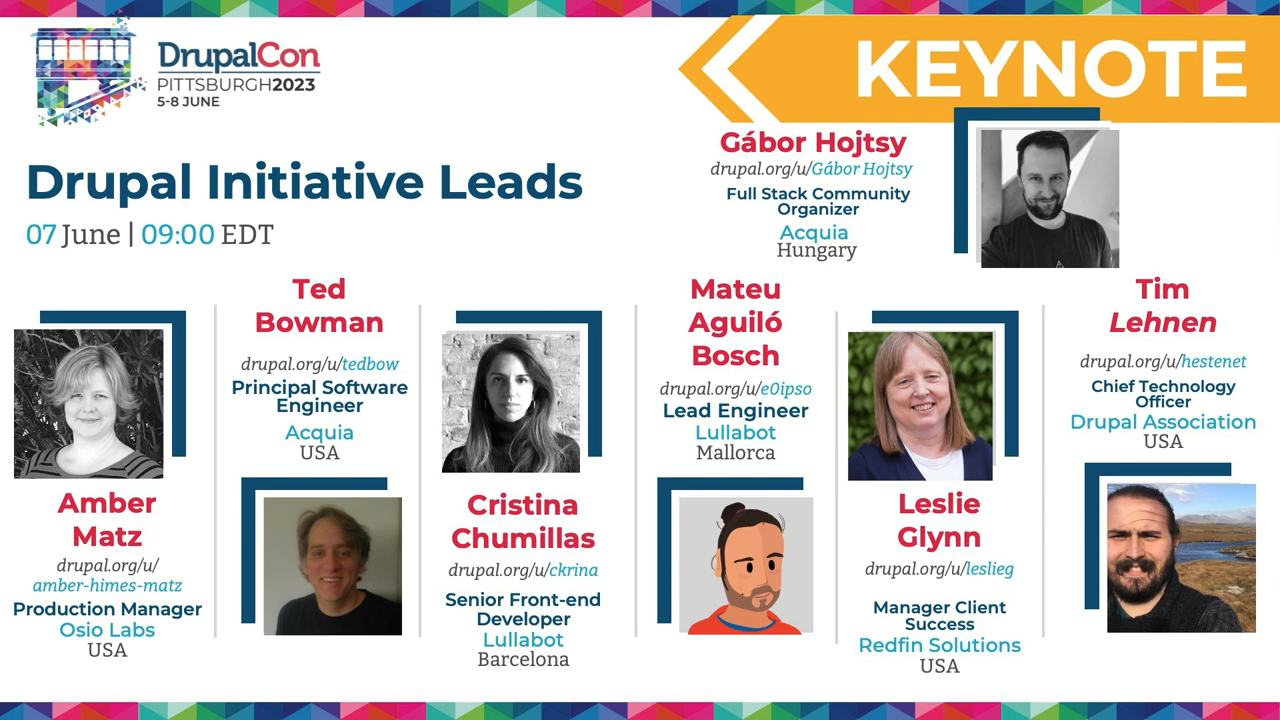 DrupalCon
PITTSBURGH2023
5-8 JUNE
KEYNOTE
Drupal Initiative Leads
07 June | 09:00 EDT
Gábor Hojtsy
drupal.org/u/Gábor Hojtsy
Full Stack Community
Organizer
Acquia
Hungary
Amber
Matz
drupal.org/u/
amber-himes-matz
Production Manager
Osio Labs
USA
Ted
Bowman
drupal.org/u/tedbow
Principal Software
Engineer
Acquia
USA
Cristina
Chumillas
drupal.org/u/ckrina
Senior Front-end
Developer
Lullabot
Barcelona
Mateu
Aguiló
Bosch
drupal.org/u/e0ipso
Lead Engineer
Lullabot
Mallorca
Leslie
Glynn
drupal.org/u/leslieg
Manager Client
Success
Redfin Solutions
USA
Tim
Lehnen
drupal.org/u/hestenet
Chief Technology
Officer
Drupal Association
USA